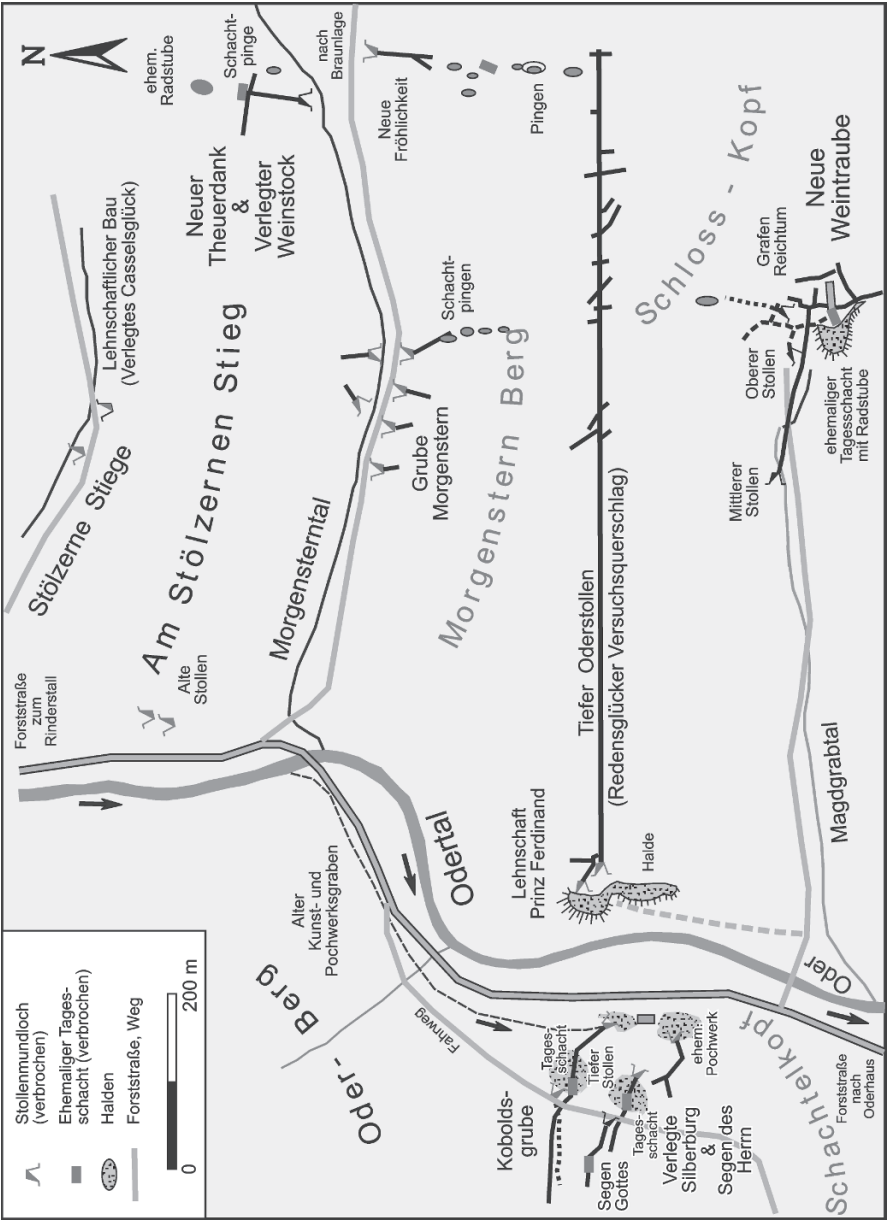 N
ehem.
Radstube
Schacht-
pinge
nach
Braunlage
Neue
Fröhlichkeit
Pingen
Neuer
Theuerdank
&
Verlegter
Weinstock
Lehnschaftlicher Bau
(Verlegtes Casselsglück)
Stölzerne Stiege
Am Stölzernen Stieg
Schacht-
pingen
Grube
Morgenstern
Morgenstern Berg
Morgensterntal
Schloss - Kopf
Neue
Weintraube
Grafen
Reichtum
Oberer
Stollen
ehemaliger
Tagesschacht
mit Radstube
Mittlerer
Stollen
Tiefer Oderstollen
(Redensglücker Versuchsquerschlag)
Forststraße
zum
Rinderstall
Alte
Stollen
Magdgrabtal
Lehnschaft
Prinz Ferdinand
Halde
Odertal
Alter
Kunst- und
Pochwerksgraben
Oder-
Berg
Fahrweg
Oder
Kobolds-
grube
Tages-
schacht
Tiefer
Stollen
ehem.
Pochwerk
Segen
Gottes
Tages-
schacht
Verlegte
Silberburg
&
Segen des
Herrn
Schachtelkopf
Forststraße
nach
Oderhaus
Stollenmundloch
(verbrochen)
Ehemaliger Tages-
schacht (verbrochen)
Halden
Forststraße, Weg
0
200 m